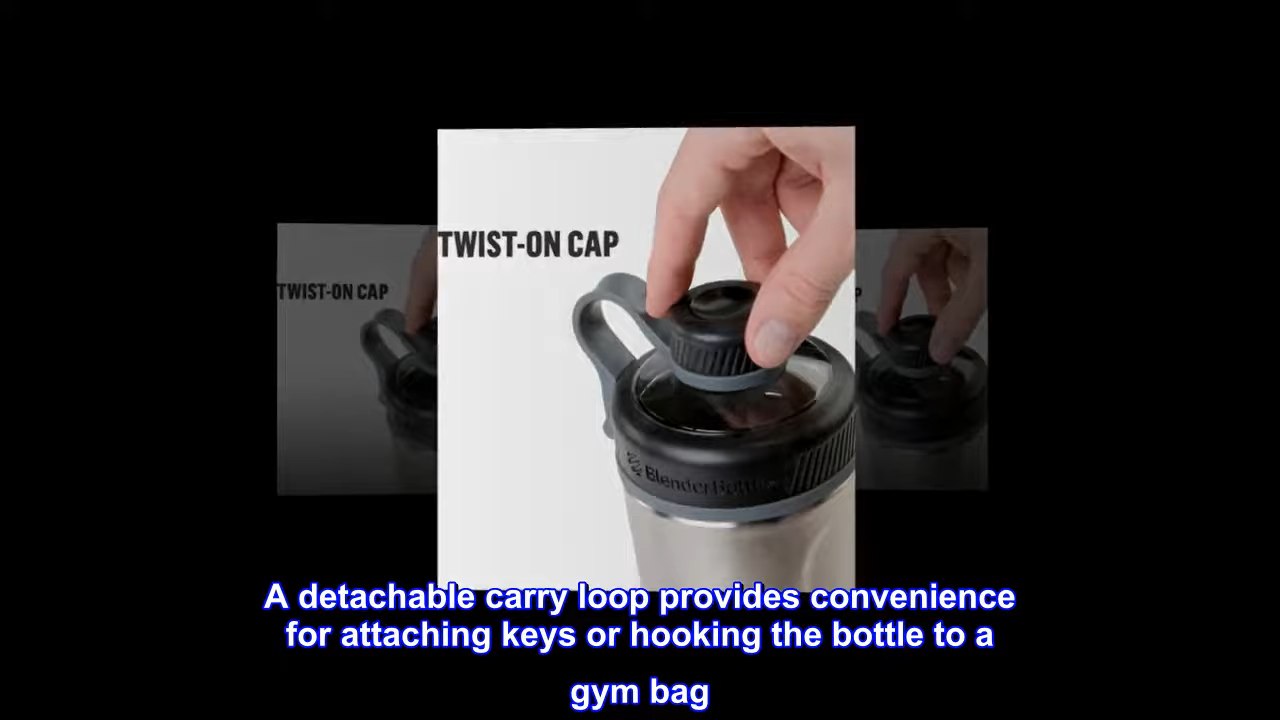 TWIST-ON CAP
TWIST-ON CAP
P
BlenderBottle
A detachable carry loop provides convenience
for attaching keys or hooking the bottle to a
gym bag